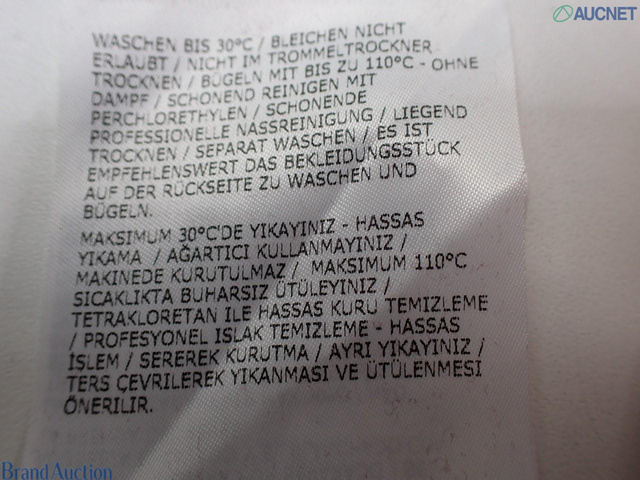 AUCNET
WASCHEN BIS 30°C / BLEICHEN NICHT
ERLAUBT / NICHT IM TROMMELTROCKNER
TROCKNEN / BÜGELN MIT BIS ZU 110°C - OHNE
DAMPF / SCHONEND REINIGEN MIT
PERCHLORETHYLEN / SCHONENDE
PROFESSIONELLE NASSREINIGUNG / LIEGEND
TROCKNEN / SEPARAT WASCHEN / ES IST
EMPFEHLENSWERT DAS BEKLEIDUNGSSTÜCK
AUF DER RÜCKSEITE ZU WASCHEN UND
BÜGELN.
MAKSIMUM 30°C'DE YIKAYINIZ - HASSAS
YIKAMA / AĞARTICI KULLANMAYINIZ /
MAKINEDE KURUTULMAZ / MAKSIMUM 110°C
SICAKLIKTA BUHARSIZ ÜTÜLEYINIZ /
TETRAKLORETAN ILE HASSAS KURU TEMIZLEME
/ PROFESYONEL ISLAK TEMIZLEME - HASSAS
İSLEM / SEREREK KURUTMA / AYRI YIKAYINIZ /
TERS ÇEVRILEREK YIKANMASI VE ÜTÜLENMESI
ÖNERILIR.
Brand Auction